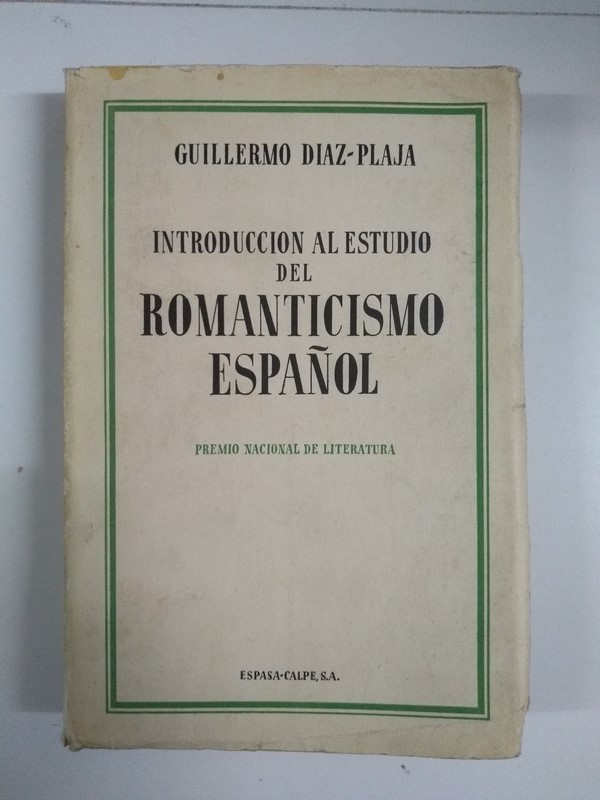 GUILLERMO DIAZ-PLAJA
INTRODUCCION AL ESTUDIO
DEL
ROMANTICISMO
ESPAÑOL
PREMIO NACIONAL DE LITERATURA
ESPASA-CALPE, S.A.